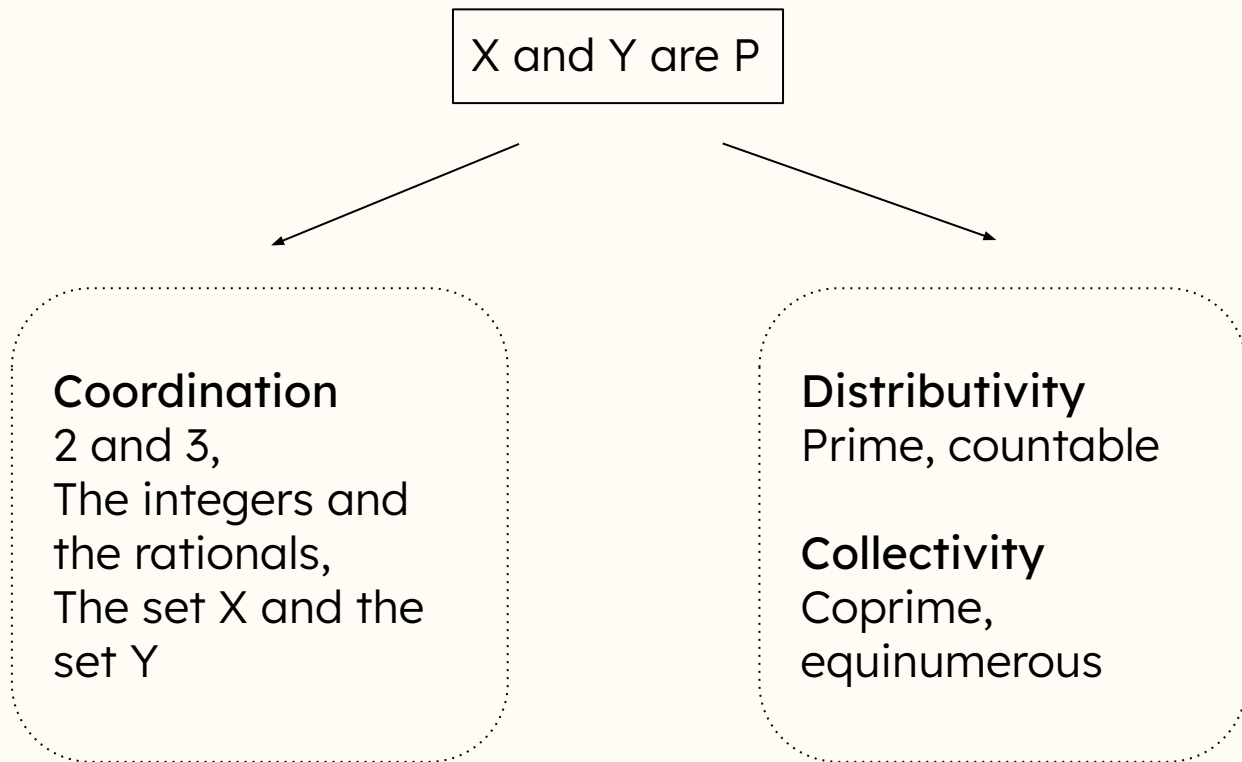 X and Y are P
Coordination
2 and 3,
The integers and
the rationals,
The set X and the
set Y
Distributivity
Prime, countable
Collectivity
Coprime,
equinumerous